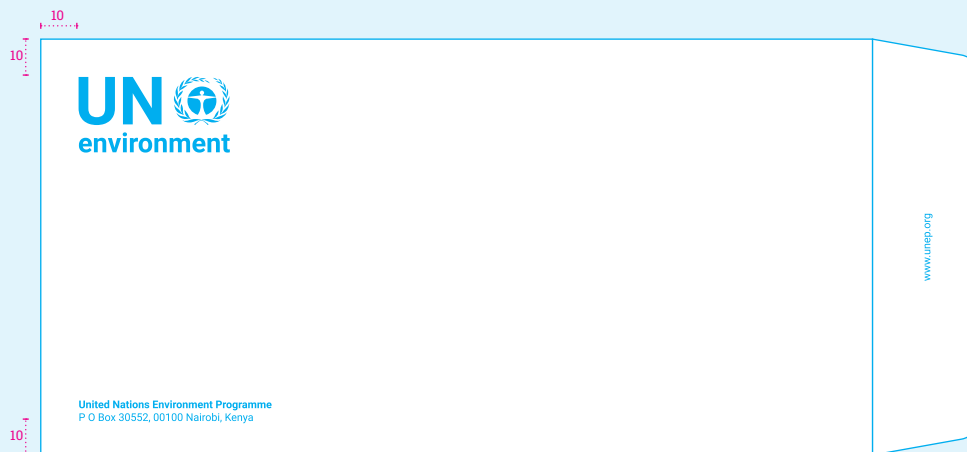 10
10
UN
environment
www.unep.org
United Nations Environment Programme
P O Box 30552, 00100 Nairobi, Kenya
10